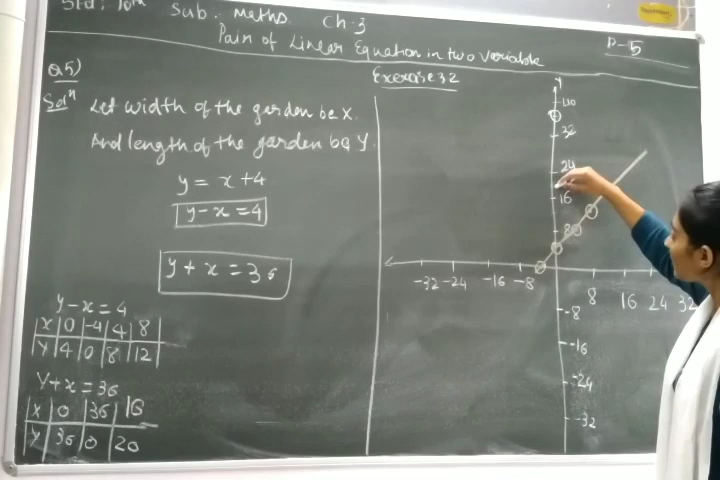 Std: 10th Sub: Maths. Ch-3
Pair of Linear Equation in two Variable
P-5
Q.5)
Exercise 3.2
Solⁿ Let width of the garden be x.
And length of the garden be y.
y = x+4
y-x=4
y+x=36
y-x=4
x 0 -4 4 8
y 4 0 8 12
y+x=36
x 0 36 16
y 36 0 20
y
40
32
24
16
8
-32 -24 -16 -8
8 16 24 32
-8
-16
-24
-32